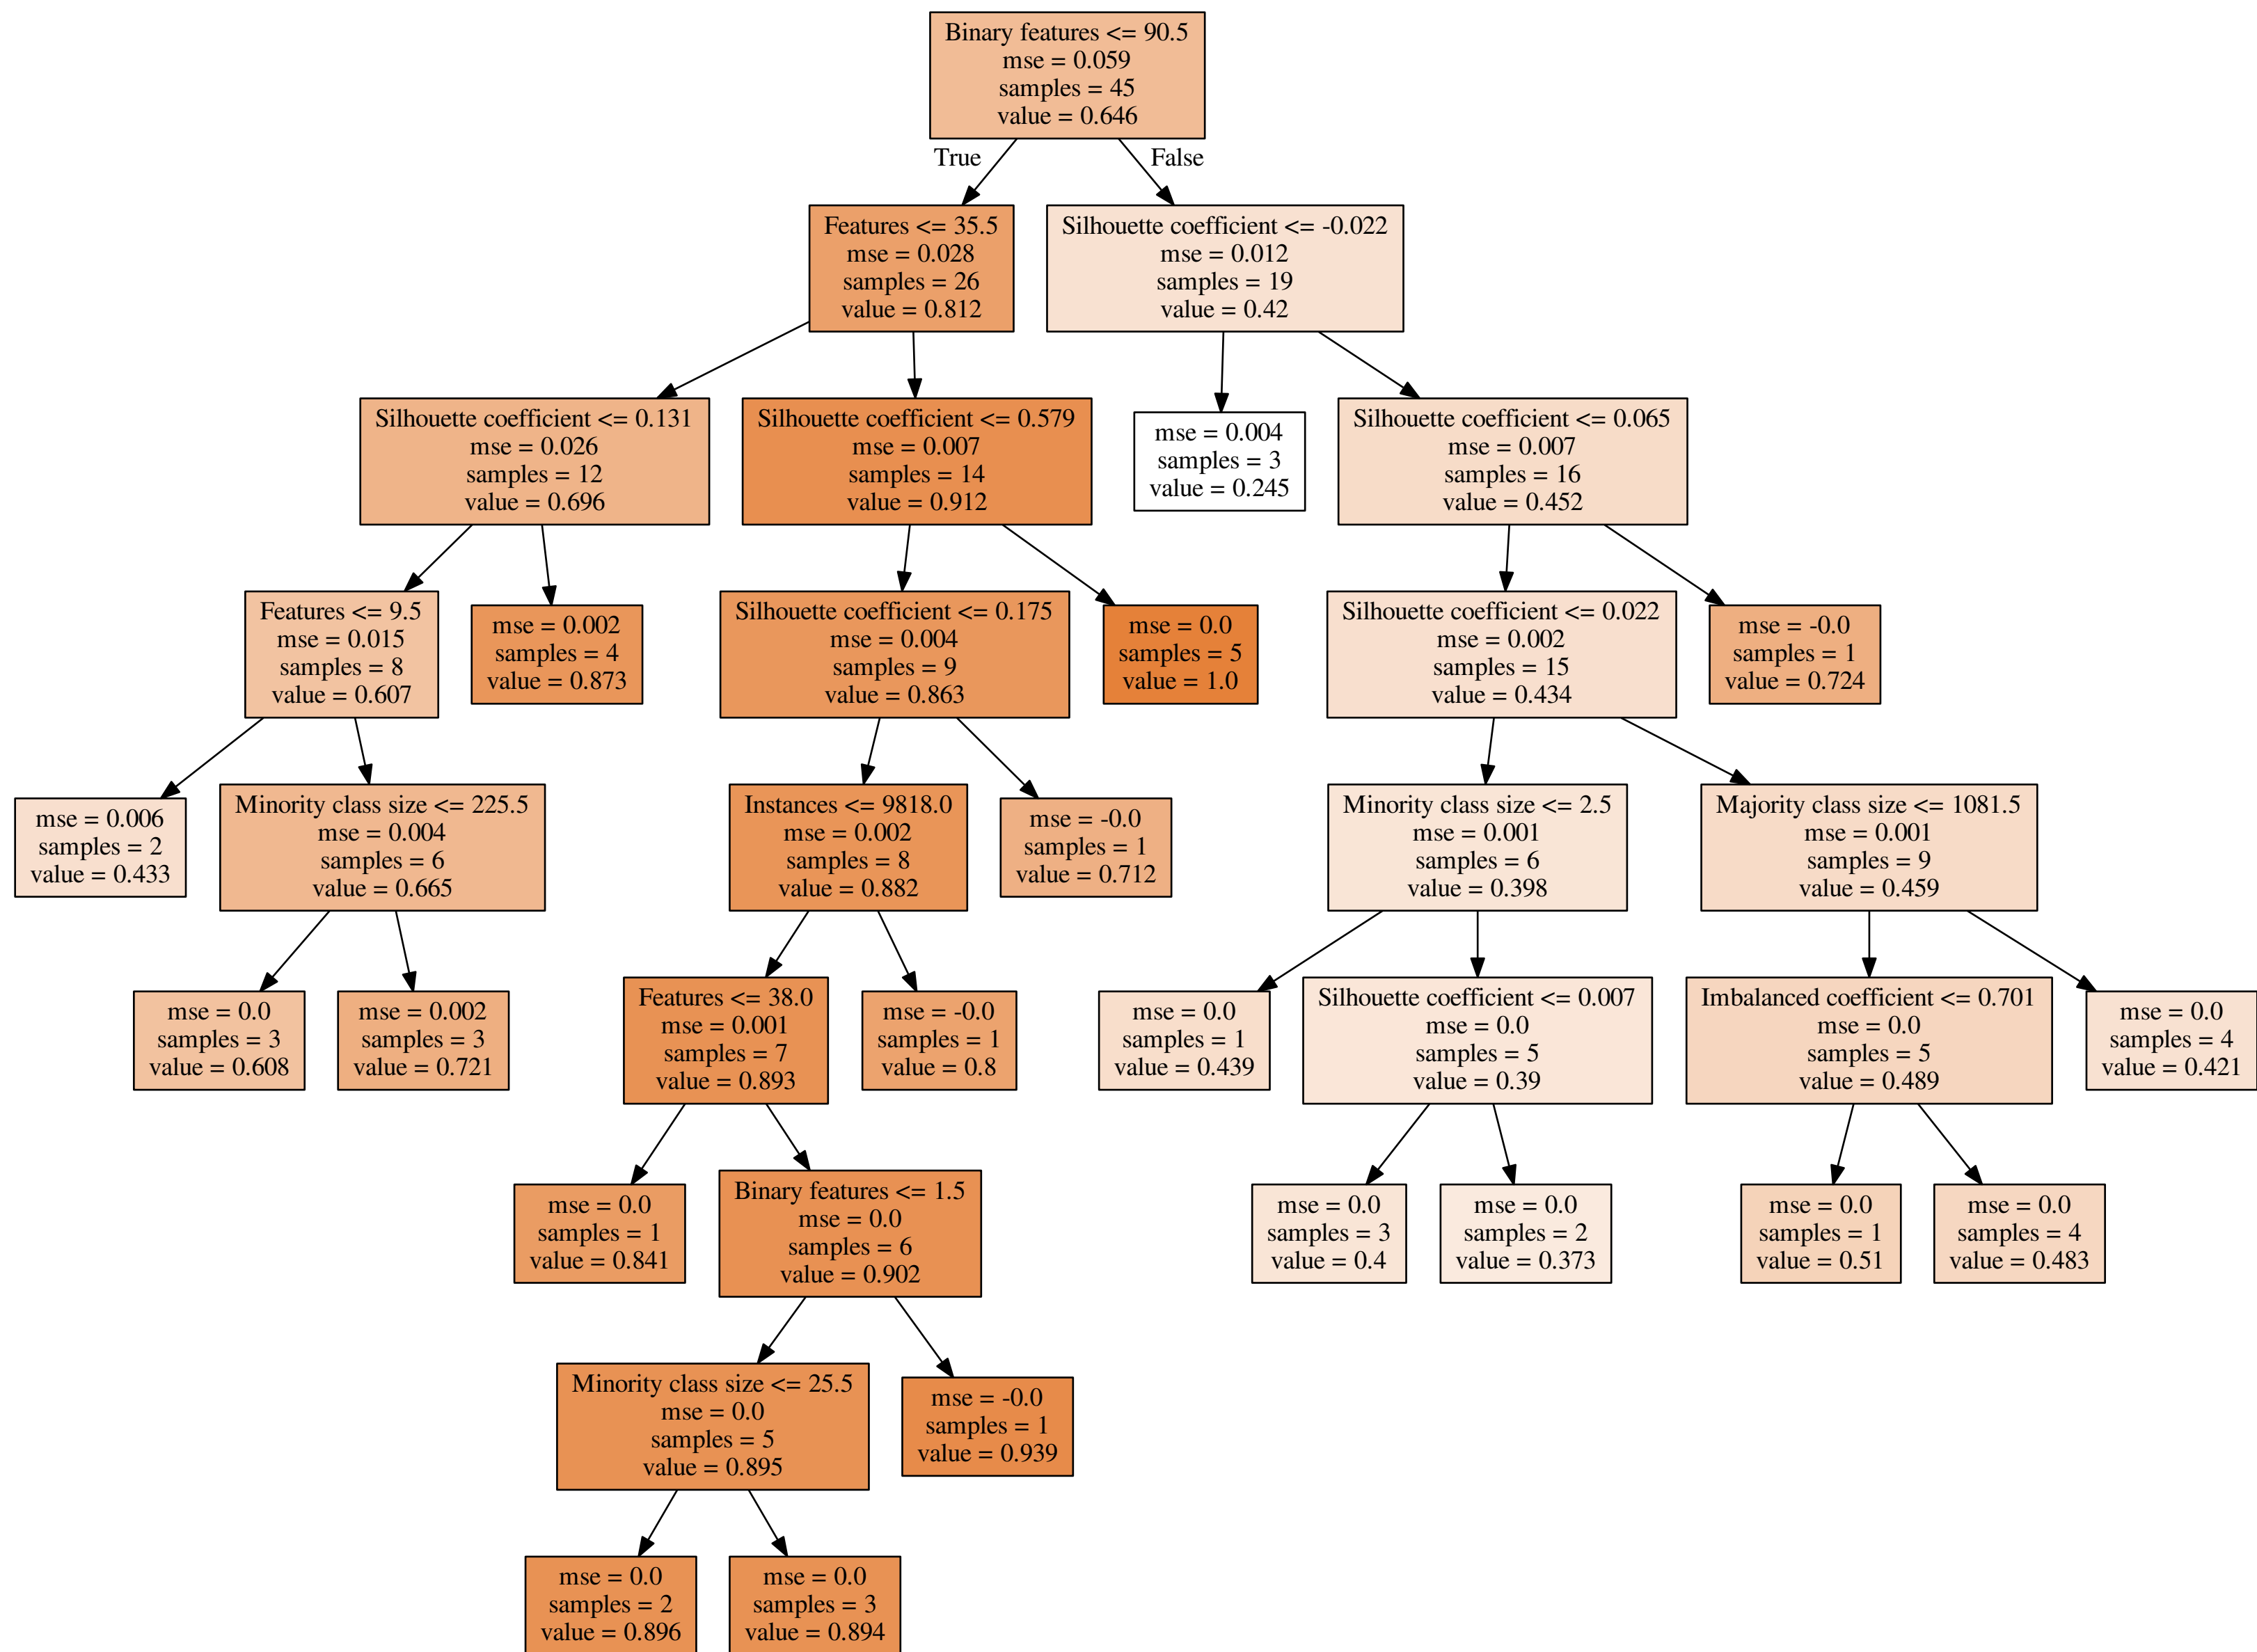 Binary features <= 90.5
mse = 0.059
samples = 45
value = 0.646
True
False
Features <= 35.5
mse = 0.028
samples = 26
value = 0.812
Silhouette coefficient <= -0.022
mse = 0.012
samples = 19
value = 0.42
Silhouette coefficient <= 0.131
mse = 0.026
samples = 12
value = 0.696
Silhouette coefficient <= 0.579
mse = 0.007
samples = 14
value = 0.912
mse = 0.004
samples = 3
value = 0.245
Silhouette coefficient <= 0.065
mse = 0.007
samples = 16
value = 0.452
Features <= 9.5
mse = 0.015
samples = 8
value = 0.607
mse = 0.002
samples = 4
value = 0.873
Silhouette coefficient <= 0.175
mse = 0.004
samples = 9
value = 0.863
mse = 0.0
samples = 5
value = 1.0
Silhouette coefficient <= 0.022
mse = 0.002
samples = 15
value = 0.434
mse = -0.0
samples = 1
value = 0.724
mse = 0.006
samples = 2
value = 0.433
Minority class size <= 225.5
mse = 0.004
samples = 6
value = 0.665
Instances <= 9818.0
mse = 0.002
samples = 8
value = 0.882
mse = -0.0
samples = 1
value = 0.712
Minority class size <= 2.5
mse = 0.001
samples = 6
value = 0.398
Majority class size <= 1081.5
mse = 0.001
samples = 9
value = 0.459
mse = 0.0
samples = 3
value = 0.608
mse = 0.002
samples = 3
value = 0.721
Features <= 38.0
mse = 0.001
samples = 7
value = 0.893
mse = -0.0
samples = 1
value = 0.8
mse = 0.0
samples = 1
value = 0.439
Silhouette coefficient <= 0.007
mse = 0.0
samples = 5
value = 0.39
Imbalanced coefficient <= 0.701
mse = 0.0
samples = 5
value = 0.489
mse = 0.0
samples = 4
value = 0.421
mse = 0.0
samples = 1
value = 0.841
Binary features <= 1.5
mse = 0.0
samples = 6
value = 0.902
mse = 0.0
samples = 3
value = 0.4
mse = 0.0
samples = 2
value = 0.373
mse = 0.0
samples = 1
value = 0.51
mse = 0.0
samples = 4
value = 0.483
Minority class size <= 25.5
mse = 0.0
samples = 5
value = 0.895
mse = -0.0
samples = 1
value = 0.939
mse = 0.0
samples = 2
value = 0.896
mse = 0.0
samples = 3
value = 0.894